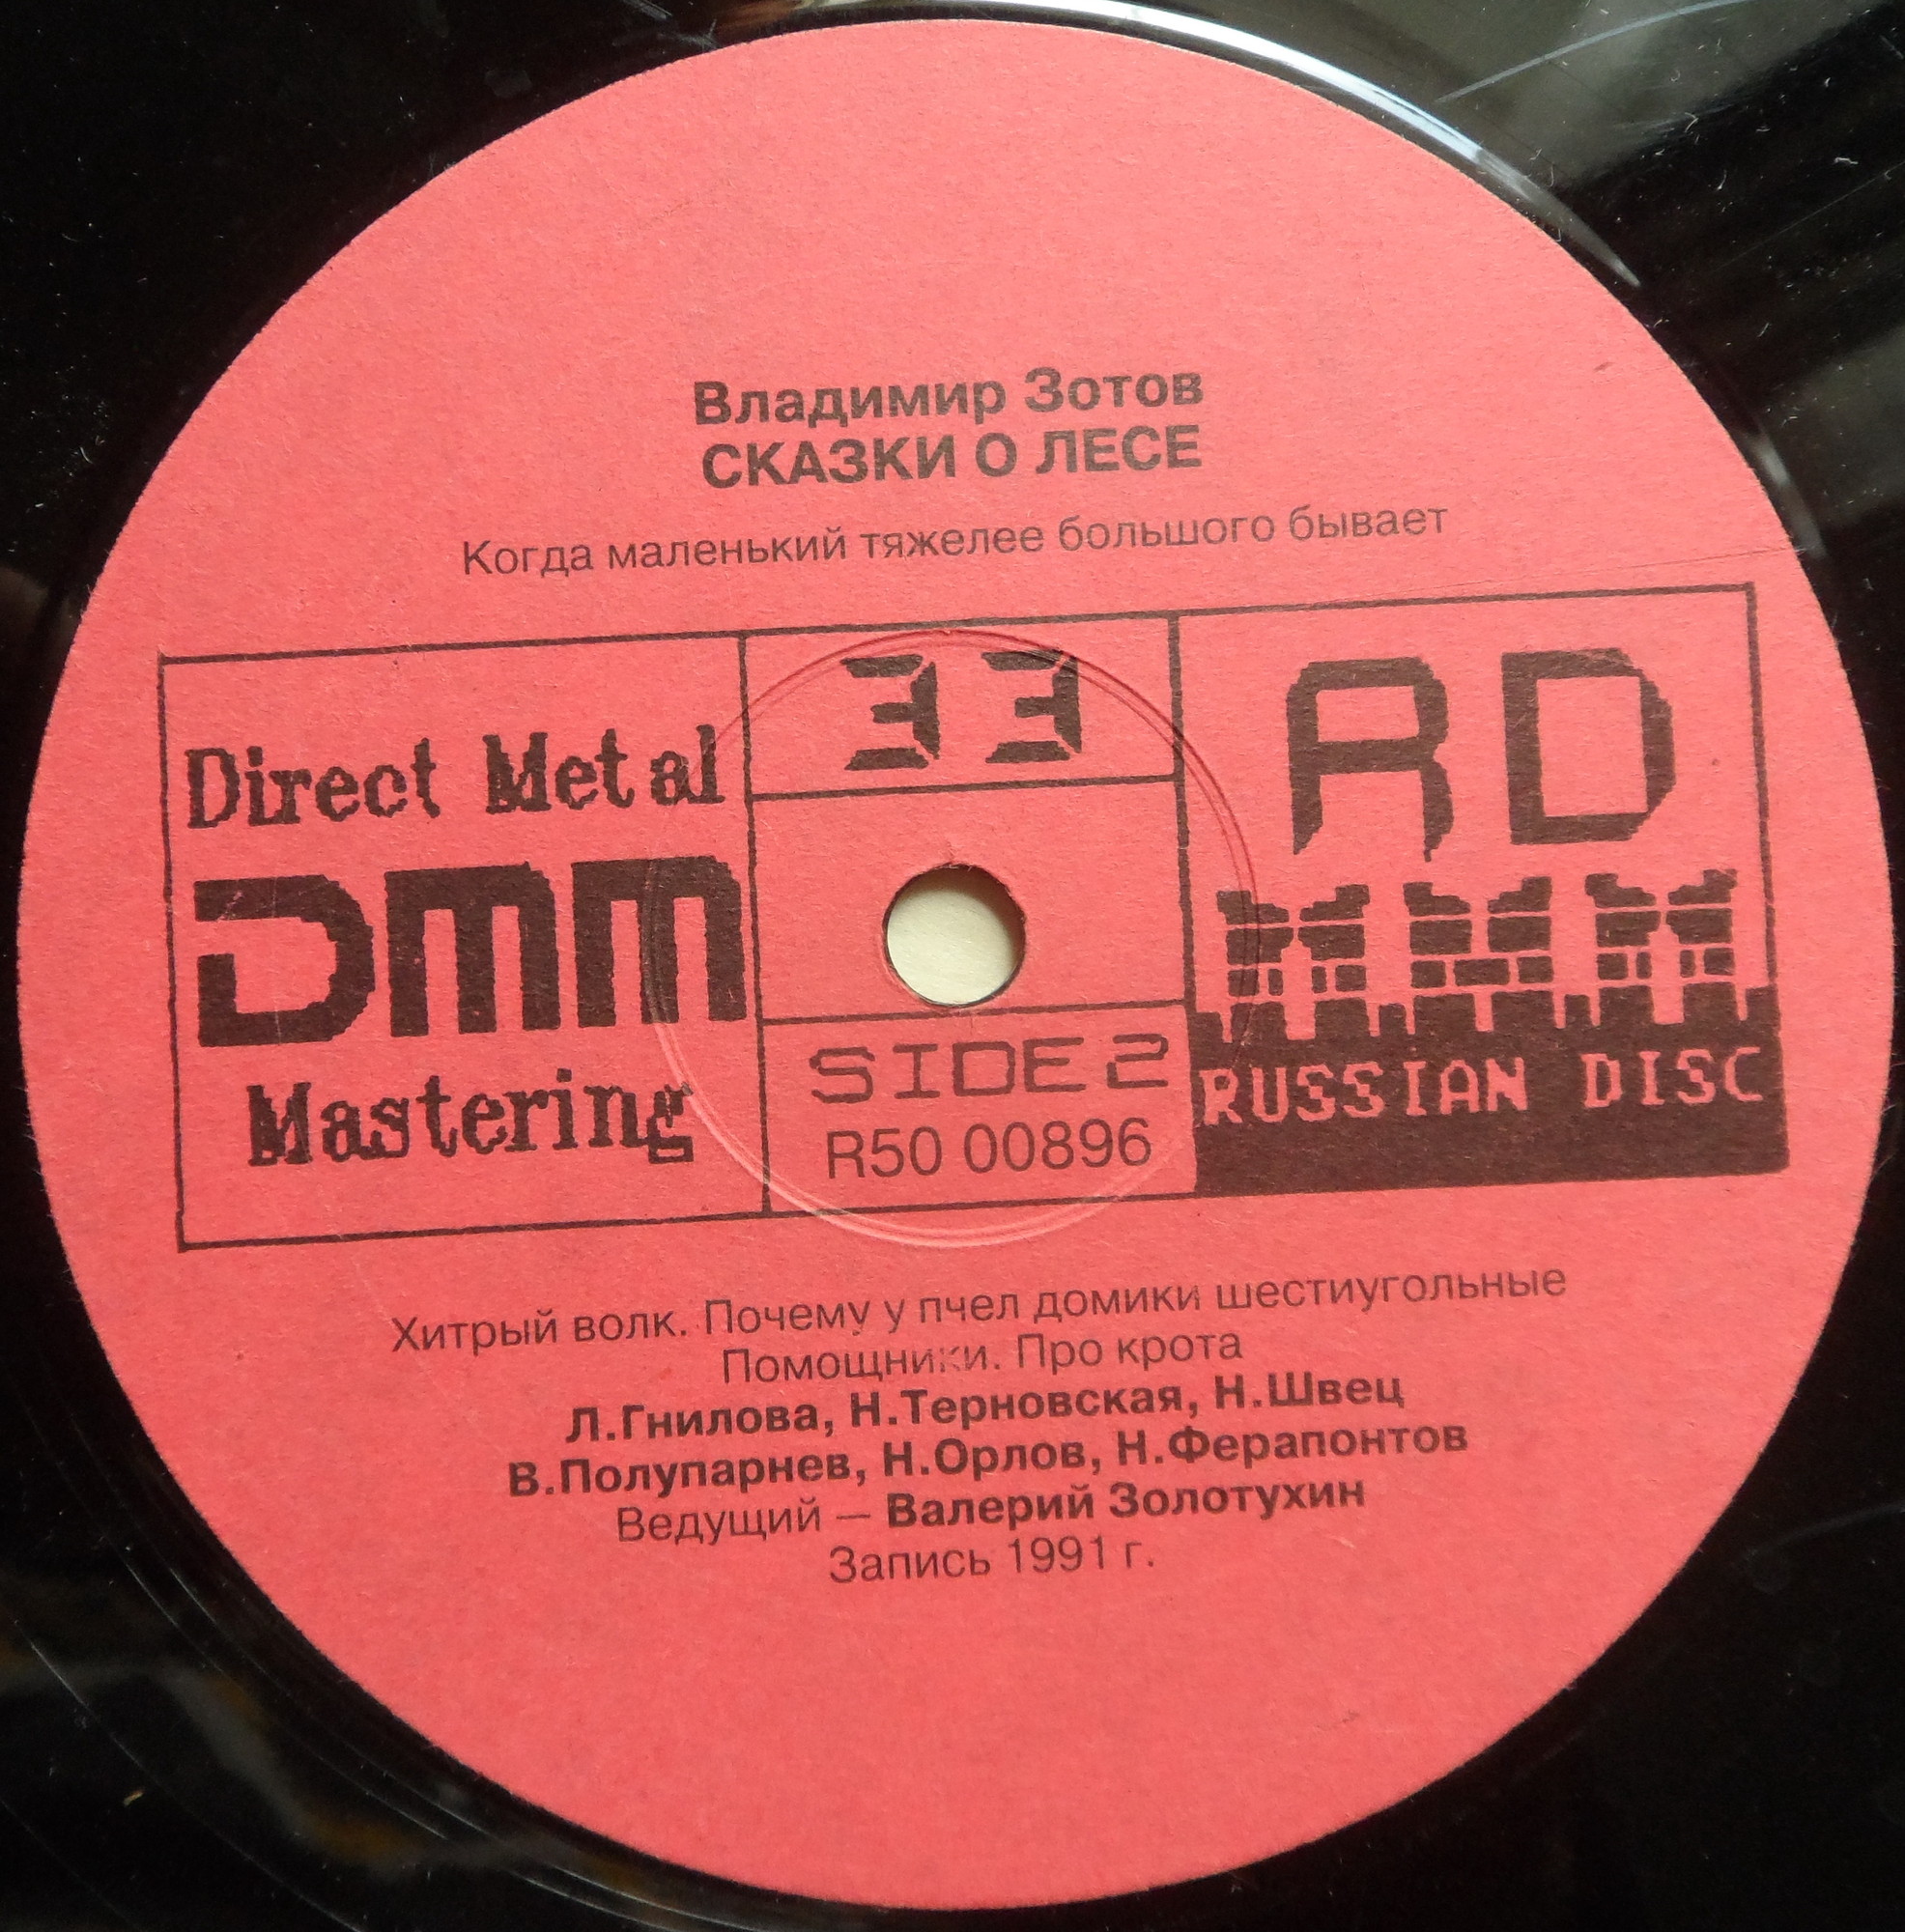 Владимир Зотов
СКАЗКИ О ЛЕСЕ
Когда маленький тяжелее большого бывает
Direct Metal
DMM
Mastering
33
SIDE 2
R50 00896
RD
RUSSIAN DISC
Хитрый волк. Почему у пчел домики шестиугольные
Помощники. Про крота
Л.Гнилова, Н.Терновская, Н.Швец
В.Полупарнев, Н.Орлов, Н.Ферапонтов
Ведущий — Валерий Золотухин
Запись 1991 г.